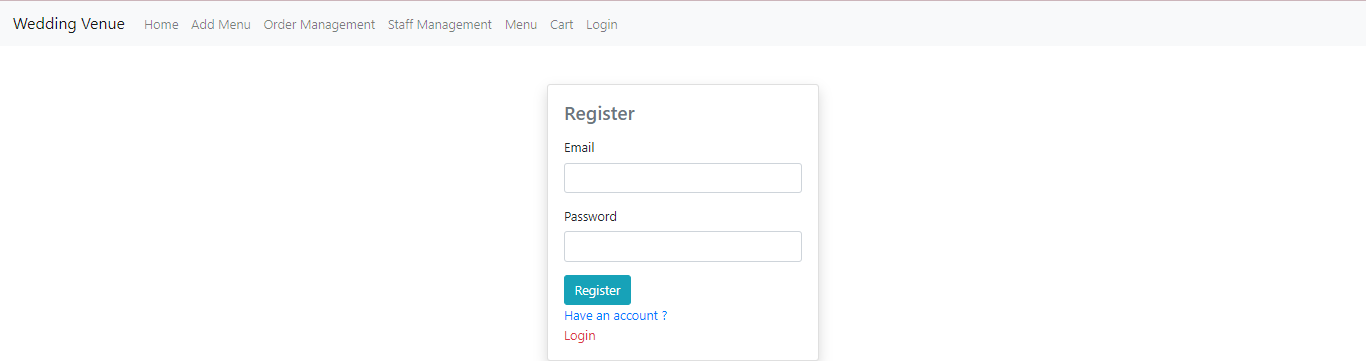 Wedding Venue Home Add Menu Order Management Staff Management Menu Cart Login
Register
Email
Password
Register
Have an account ?
Login